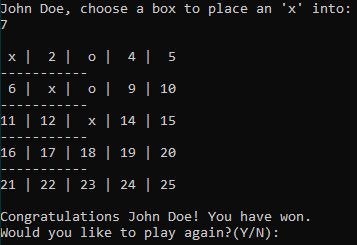 John Doe, choose a box to place an 'x' into:
7

 x |  2 |  o |  4 |  5
-----------
 6 |  x |  o |  9 | 10
-----------
11 | 12 |  x | 14 | 15
-----------
16 | 17 | 18 | 19 | 20
-----------
21 | 22 | 23 | 24 | 25

Congratulations John Doe! You have won.
Would you like to play again?(Y/N):